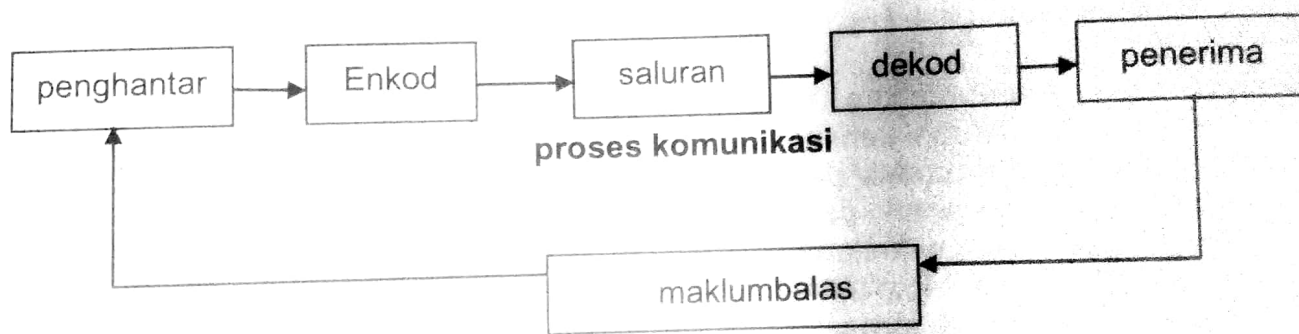 penghantar
Enkod
saluran
dekod
penerima
proses komunikasi
maklumbalas